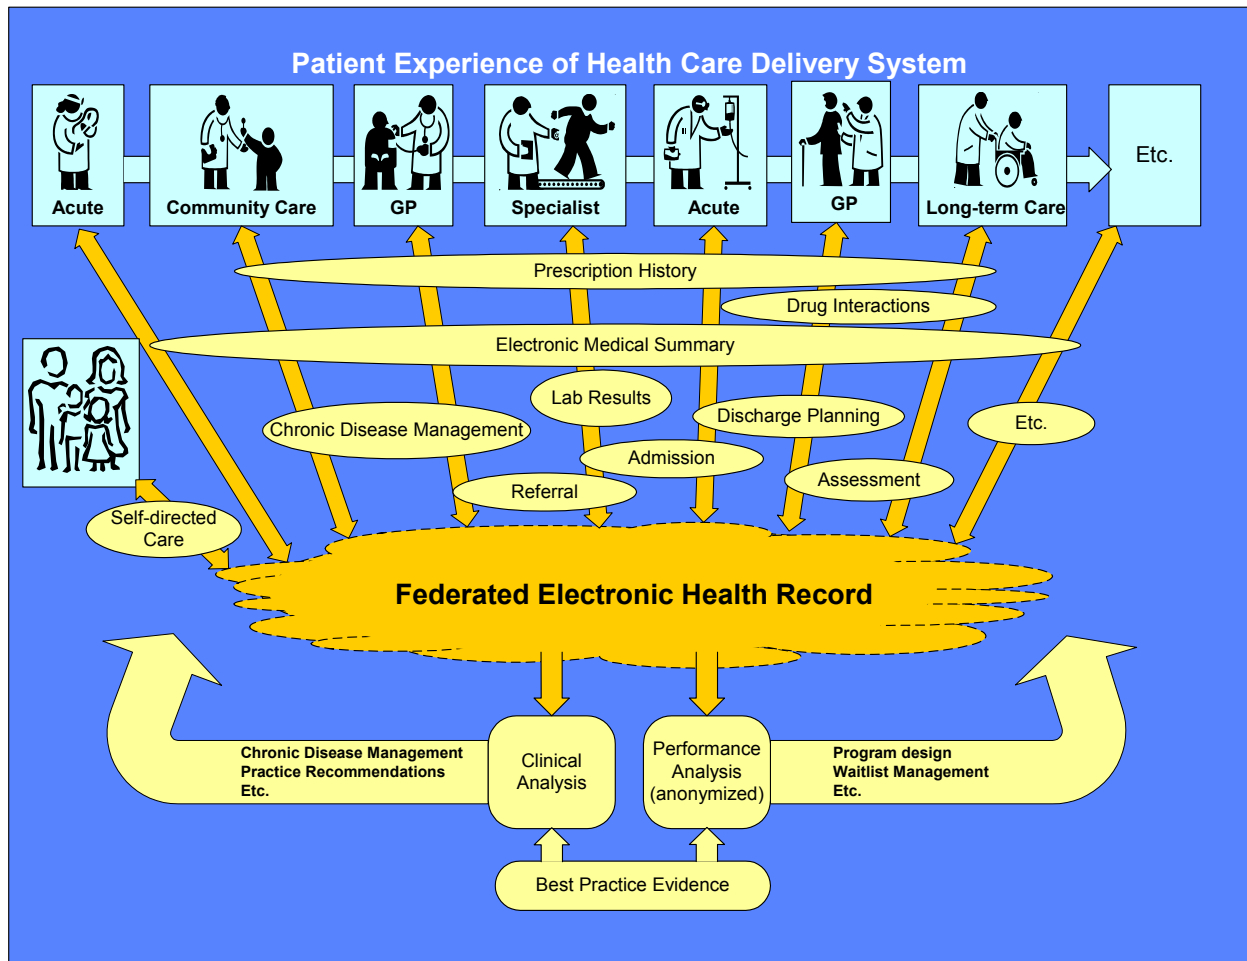 Patient Experience of Health Care Delivery System
Acute
Community Care
GP
Specialist
Acute
GP
Long-term Care
Etc.
Prescription History
Drug Interactions
Electronic Medical Summary
Lab Results
Chronic Disease Management
Discharge Planning
Etc.
Admission
Referral
Assessment
Self-directed
Care
Federated Electronic Health Record
Chronic Disease Management
Practice Recommendations
Etc.
Clinical
Analysis
Performance
Analysis
(anonymized)
Program design
Waitlist Management
Etc.
Best Practice Evidence